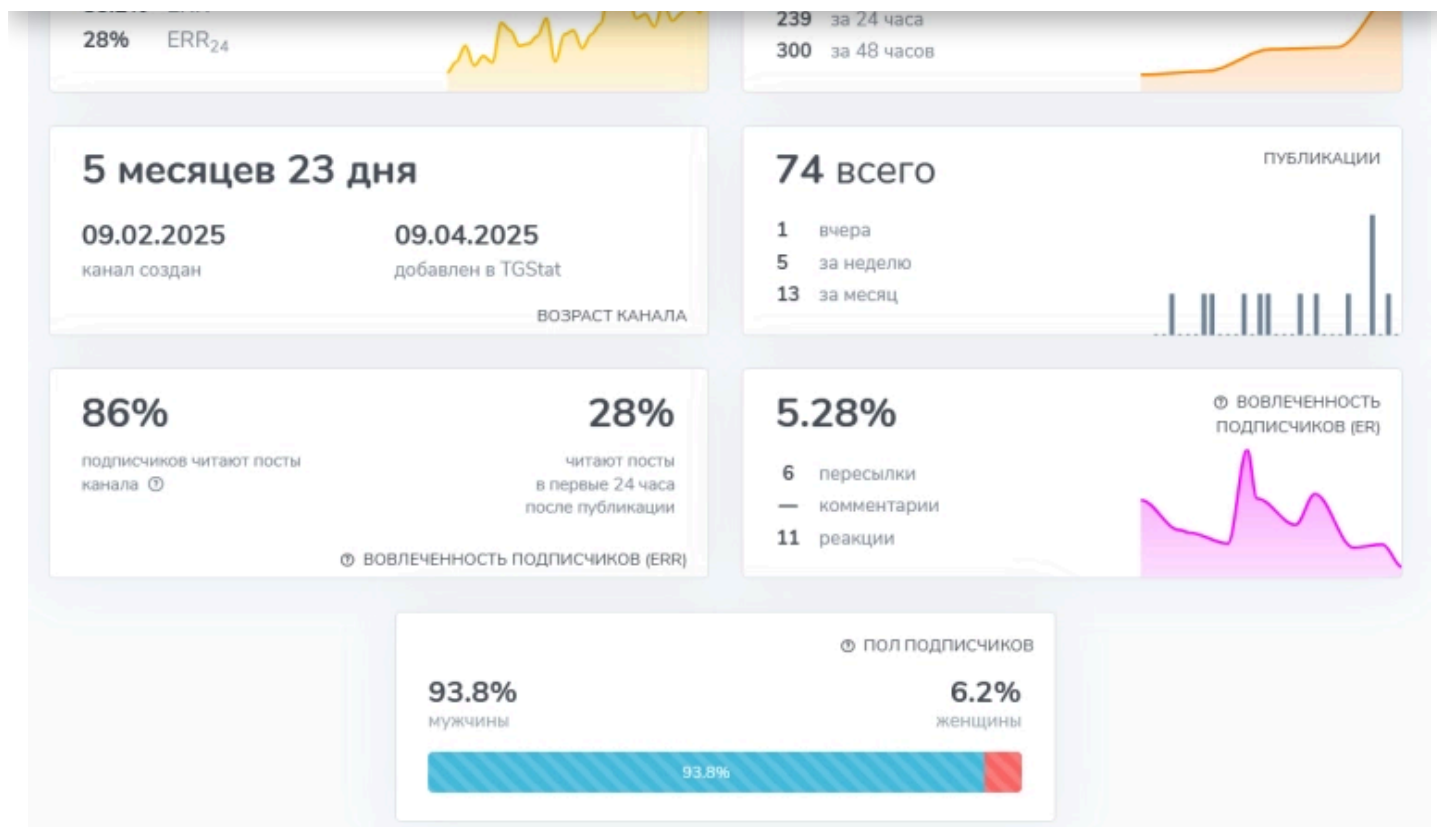 28% ERR24
239 за 24 часа
300 за 48 часов
5 месяцев 23 дня
09.02.2025
канал создан
09.04.2025
добавлен в TGStat
ВОЗРАСТ КАНАЛА
74 всего
ПУБЛИКАЦИИ
1 вчера
5 за неделю
13 за месяц
86%
подписчиков читают посты
канала
28%
читают посты
в первые 24 часа
после публикации
ВОВЛЕЧЕННОСТЬ ПОДПИСЧИКОВ (ERR)
5.28%
ВОВЛЕЧЕННОСТЬ
ПОДПИСЧИКОВ (ER)
6 пересылки
— комментарии
11 реакции
ПОЛ ПОДПИСЧИКОВ
93.8%
мужчины
6.2%
женщины
93.8%